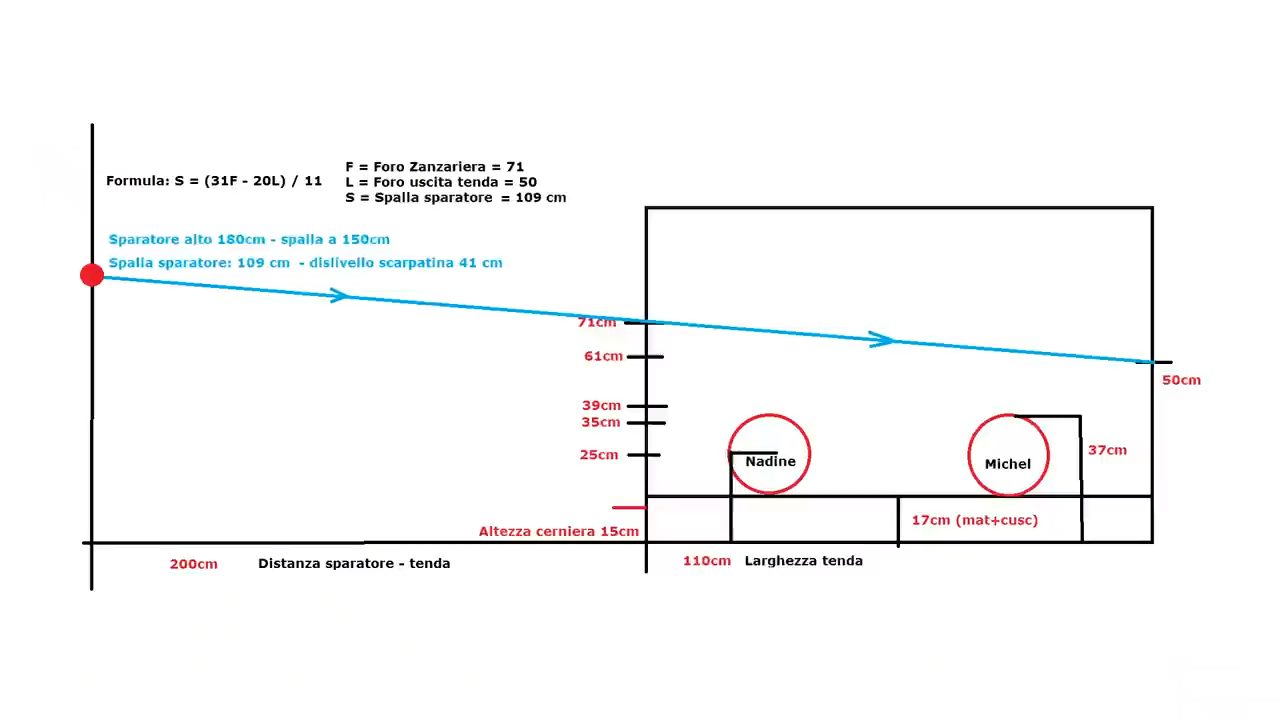 F = Foro Zanzariera = 71
Formula: S = (31F - 20L) / 11
L = Foro uscita tenda = 50
S = Spalla sparatore = 109 cm
Sparatore alto 180cm - spalla a 150cm
Spalla sparatore: 109 cm - dislivello scarpatina 41 cm
71cm
61cm
50cm
39cm
35cm
37cm
25cm
Nadine
Michel
17cm (mat+cusc)
Altezza cerniera 15cm
200cm Distanza sparatore - tenda
110cm Larghezza tenda